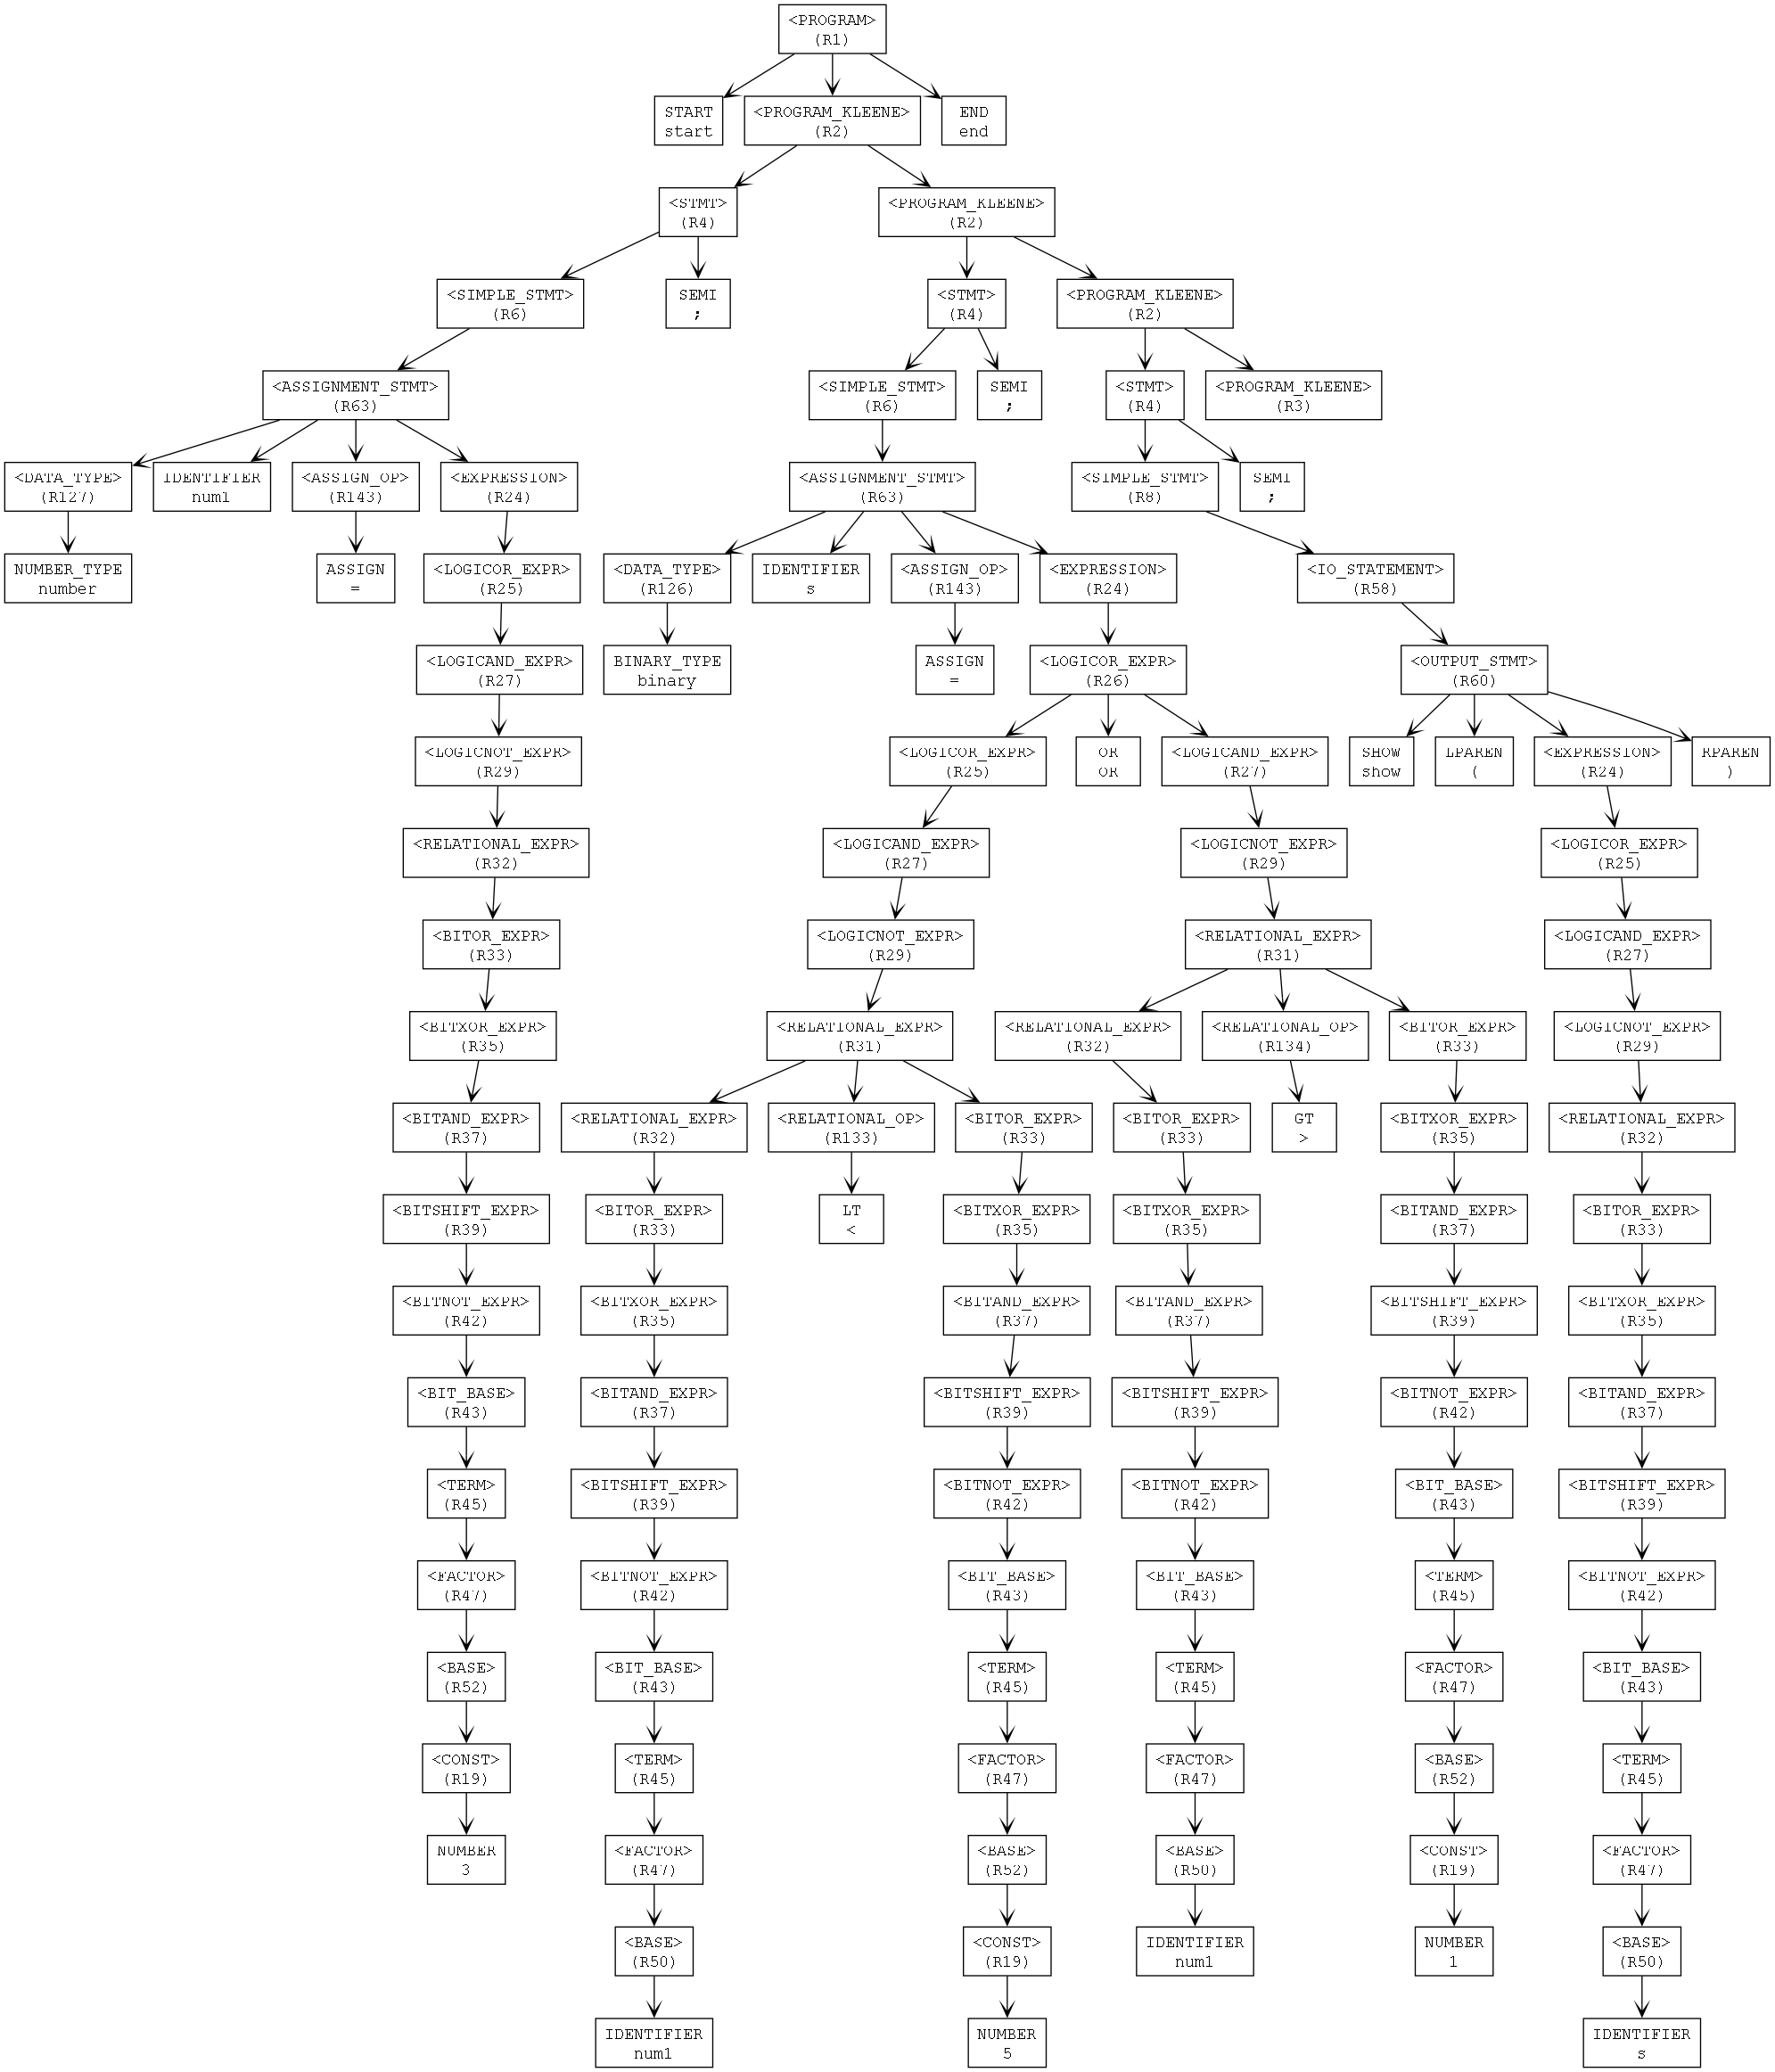 <PROGRAM>
(R1)
START
start
<PROGRAM_KLEENE>
(R2)
END
end
<STMT>
(R4)
<PROGRAM_KLEENE>
(R2)
<SIMPLE_STMT>
(R6)
SEMI
;
<STMT>
(R4)
<PROGRAM_KLEENE>
(R2)
<ASSIGNMENT_STMT>
(R63)
<SIMPLE_STMT>
(R6)
SEMI
;
<STMT>
(R4)
<PROGRAM_KLEENE>
(R3)
<DATA_TYPE>
(R127)
IDENTIFIER
num1
<ASSIGN_OP>
(R143)
<EXPRESSION>
(R24)
<ASSIGNMENT_STMT>
(R63)
<SIMPLE_STMT>
(R8)
SEMI
;
NUMBER_TYPE
number
ASSIGN
=
<LOGICOR_EXPR>
(R25)
<DATA_TYPE>
(R126)
IDENTIFIER
s
<ASSIGN_OP>
(R143)
<EXPRESSION>
(R24)
<IO_STATEMENT>
(R58)
<LOGICAND_EXPR>
(R27)
BINARY_TYPE
binary
ASSIGN
=
<LOGICOR_EXPR>
(R26)
<OUTPUT_STMT>
(R60)
<LOGICNOT_EXPR>
(R29)
<LOGICOR_EXPR>
(R25)
OR
OR
<LOGICAND_EXPR>
(R27)
SHOW
show
LPAREN
(
<EXPRESSION>
(R24)
RPAREN
)
<RELATIONAL_EXPR>
(R32)
<LOGICAND_EXPR>
(R27)
<LOGICNOT_EXPR>
(R29)
<LOGICOR_EXPR>
(R25)
<BITOR_EXPR>
(R33)
<LOGICNOT_EXPR>
(R29)
<RELATIONAL_EXPR>
(R31)
<LOGICAND_EXPR>
(R27)
<BITXOR_EXPR>
(R35)
<RELATIONAL_EXPR>
(R31)
<RELATIONAL_EXPR>
(R32)
<RELATIONAL_OP>
(R134)
<BITOR_EXPR>
(R33)
<LOGICNOT_EXPR>
(R29)
<BITAND_EXPR>
(R37)
<RELATIONAL_EXPR>
(R32)
<RELATIONAL_OP>
(R133)
<BITOR_EXPR>
(R33)
<BITOR_EXPR>
(R33)
GT
>
<BITXOR_EXPR>
(R35)
<RELATIONAL_EXPR>
(R32)
<BITSHIFT_EXPR>
(R39)
<BITOR_EXPR>
(R33)
LT
<
<BITXOR_EXPR>
(R35)
<BITXOR_EXPR>
(R35)
<BITAND_EXPR>
(R37)
<BITOR_EXPR>
(R33)
<BITNOT_EXPR>
(R42)
<BITXOR_EXPR>
(R35)
<BITAND_EXPR>
(R37)
<BITAND_EXPR>
(R37)
<BITSHIFT_EXPR>
(R39)
<BITXOR_EXPR>
(R35)
<BIT_BASE>
(R43)
<BITAND_EXPR>
(R37)
<BITSHIFT_EXPR>
(R39)
<BITSHIFT_EXPR>
(R39)
<BITNOT_EXPR>
(R42)
<BITAND_EXPR>
(R37)
<TERM>
(R45)
<BITSHIFT_EXPR>
(R39)
<BITNOT_EXPR>
(R42)
<BITNOT_EXPR>
(R42)
<BIT_BASE>
(R43)
<BITSHIFT_EXPR>
(R39)
<FACTOR>
(R47)
<BITNOT_EXPR>
(R42)
<BIT_BASE>
(R43)
<BIT_BASE>
(R43)
<TERM>
(R45)
<BITNOT_EXPR>
(R42)
<BASE>
(R52)
<BIT_BASE>
(R43)
<TERM>
(R45)
<TERM>
(R45)
<FACTOR>
(R47)
<BIT_BASE>
(R43)
<CONST>
(R19)
<TERM>
(R45)
<FACTOR>
(R47)
<FACTOR>
(R47)
<BASE>
(R52)
<TERM>
(R45)
NUMBER
3
<FACTOR>
(R47)
<BASE>
(R52)
<BASE>
(R50)
<CONST>
(R19)
<FACTOR>
(R47)
<BASE>
(R50)
<CONST>
(R19)
IDENTIFIER
num1
NUMBER
1
<BASE>
(R50)
IDENTIFIER
num1
NUMBER
5
IDENTIFIER
s